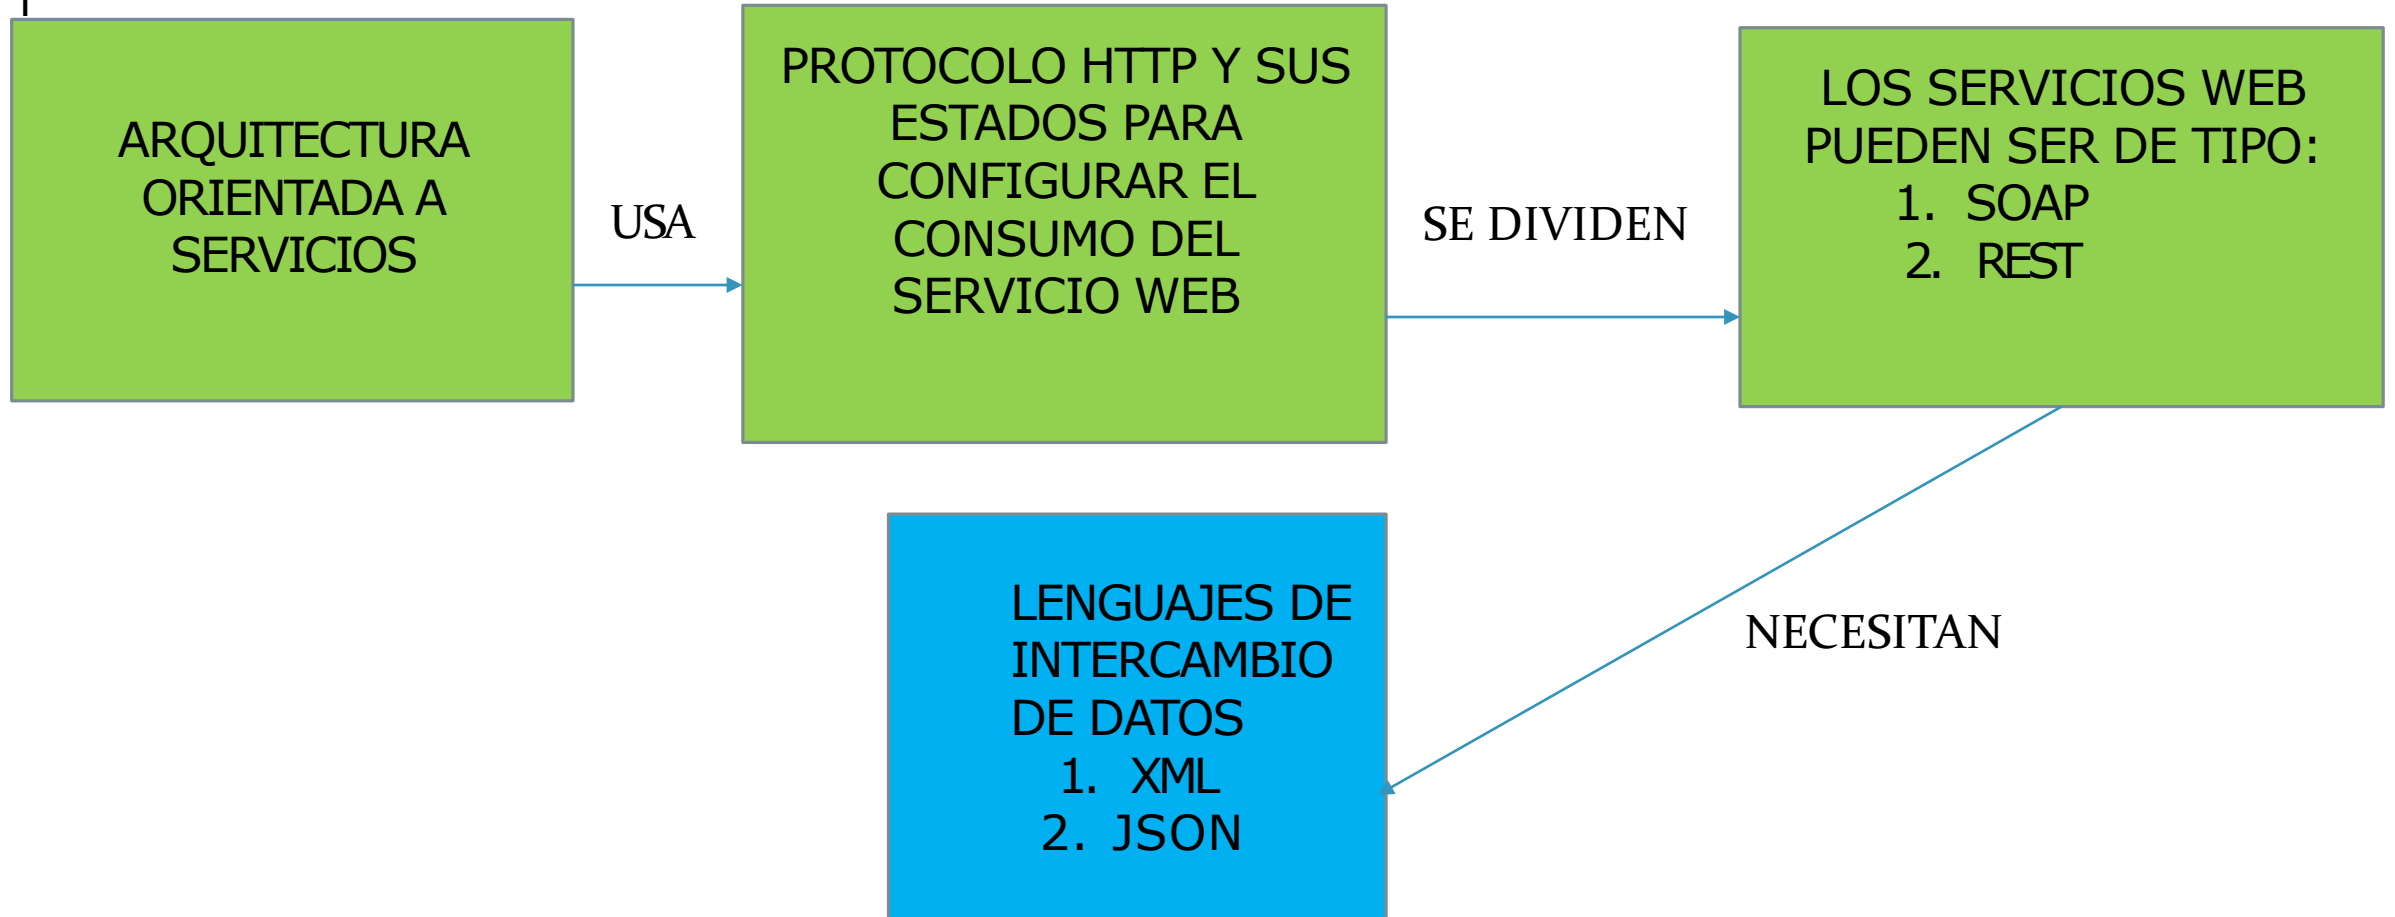 ARQUITECTURA
ORIENTADA A
SERVICIOS
USA
PROTOCOLO HTTP Y SUS
ESTADOS PARA
CONFIGURAR EL
CONSUMO DEL
SERVICIO WEB
SE DIVIDEN
LOS SERVICIOS WEB
PUEDEN SER DE TIPO:
1. SOAP
2. REST
NECESITAN
LENGUAJES DE
INTERCAMBIO
DE DATOS
1. XML
2. JSON